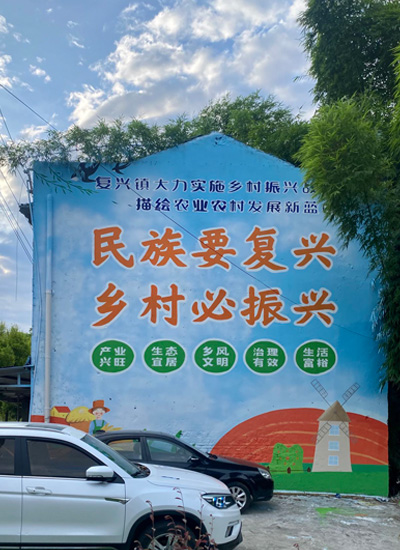 复兴镇大力实施乡村振兴
描绘农业农村发展新蓝
民族要复兴
乡村必振兴
产业兴旺
生态宜居
乡风文明
治理有效
生活富裕